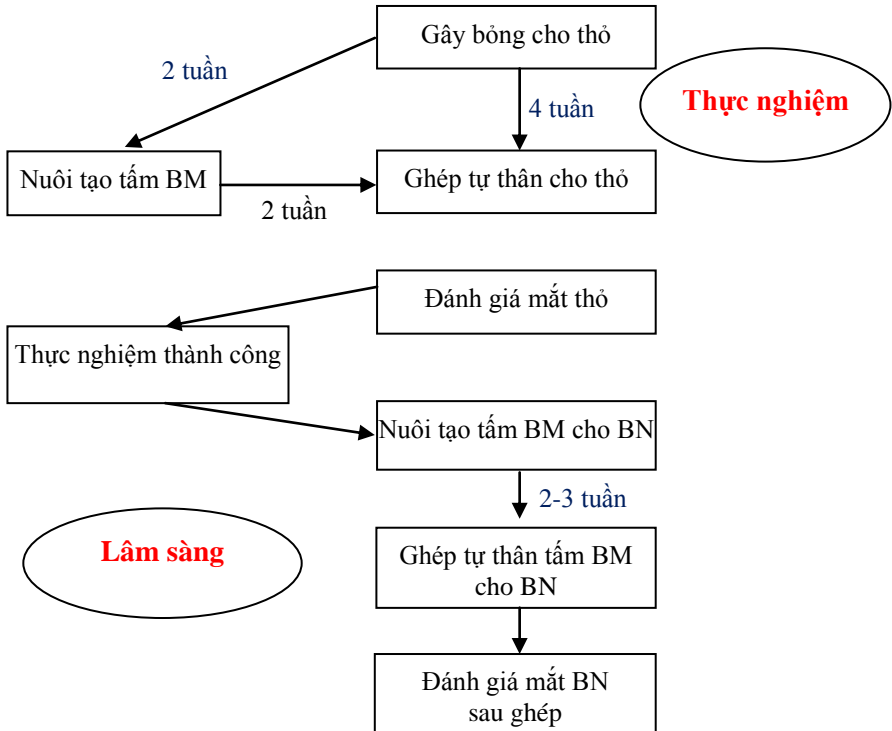 Gây bỏng cho thỏ
2 tuần
4 tuần
Thực nghiệm
Nuôi tạo tấm BM
2 tuần
Ghép tự thân cho thỏ
Đánh giá mắt thỏ
Thực nghiệm thành công
Nuôi tạo tấm BM cho BN
2-3 tuần
Lâm sàng
Ghép tự thân tấm BM
cho BN
Đánh giá mắt BN
sau ghép